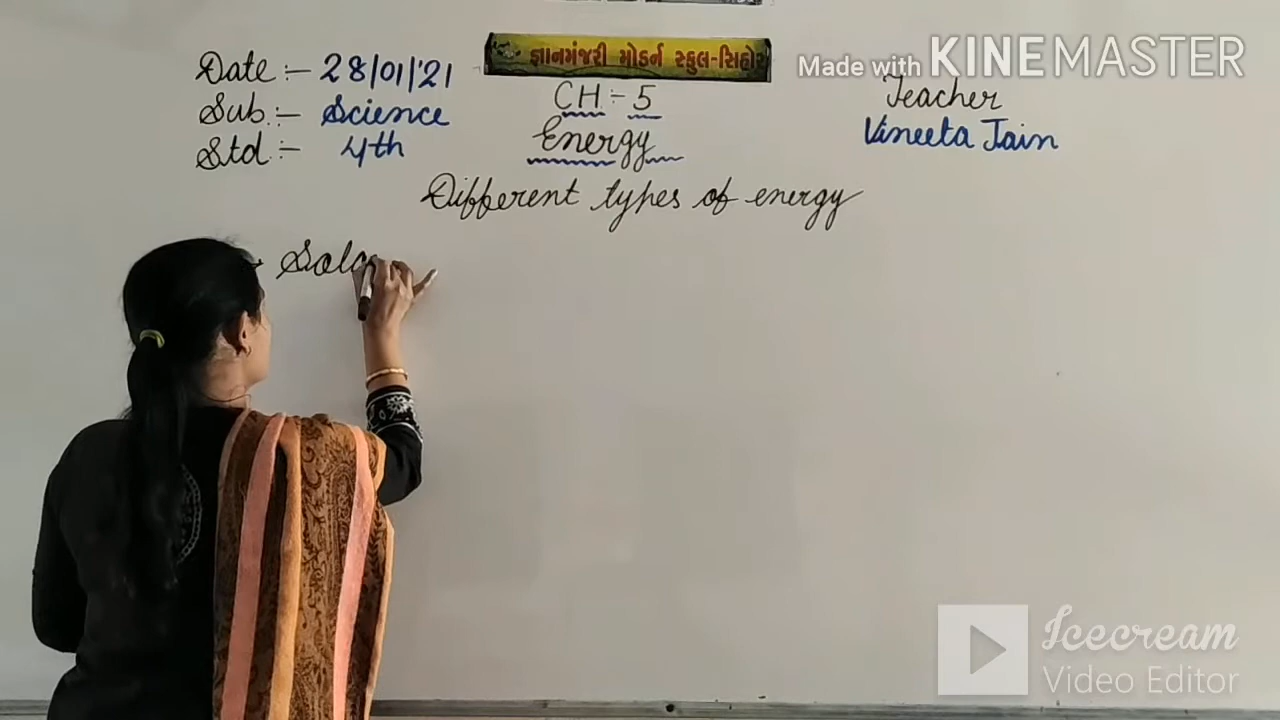 જ્ઞાનમંજરી મોડર્ન સ્કુલ-સિહોર
Made with KINEMASTER
Date :- 28/01/'21
Sub. :- Science
Std :- 4th
CH :- 5
Energy
Teacher
Vineeta Jain
Different types of energy
Sola
Icecream
Video Editor